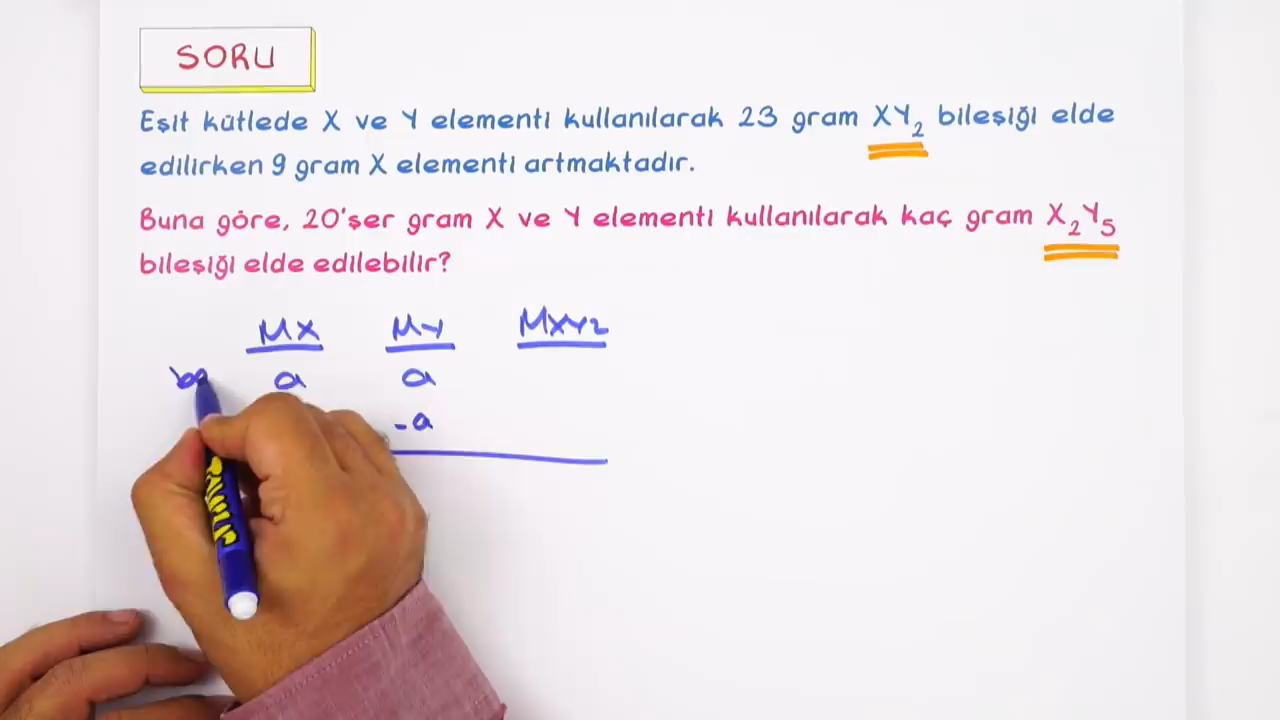 SORU
Eşit kütlede X ve Y elementi kullanılarak 23 gram XY₂ bileşiği elde
edilirken 9 gram X elementi artmaktadır.
Buna göre, 20'şer gram X ve Y elementi kullanılarak kaç gram X₂Y₅
bileşiği elde edilebilir?
MX MY MXY2
a a
-a